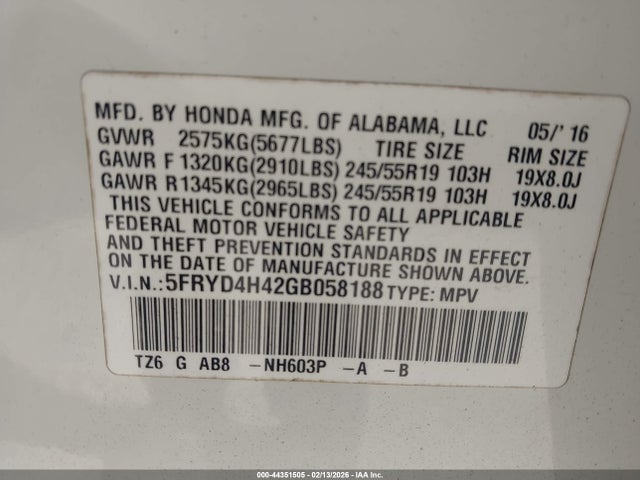 MFD. BY HONDA MFG. OF ALABAMA, LLC 05/' 16
GVWR 2575KG(5677LBS) TIRE SIZE RIM SIZE
GAWR F 1320KG(2910LBS) 245/55R19 103H 19X8.0J
GAWR R 1345KG(2965LBS) 245/55R19 103H 19X8.0J
THIS VEHICLE CONFORMS TO ALL APPLICABLE
FEDERAL MOTOR VEHICLE SAFETY
AND THEFT PREVENTION STANDARDS IN EFFECT
ON THE DATE OF MANUFACTURE SHOWN ABOVE.
V.I.N.:5FRYD4H42GB058188 TYPE: MPV
TZ6 G AB8 -NH603P -A -B
000-44351505 - 02/13/2026 - IAA Inc.